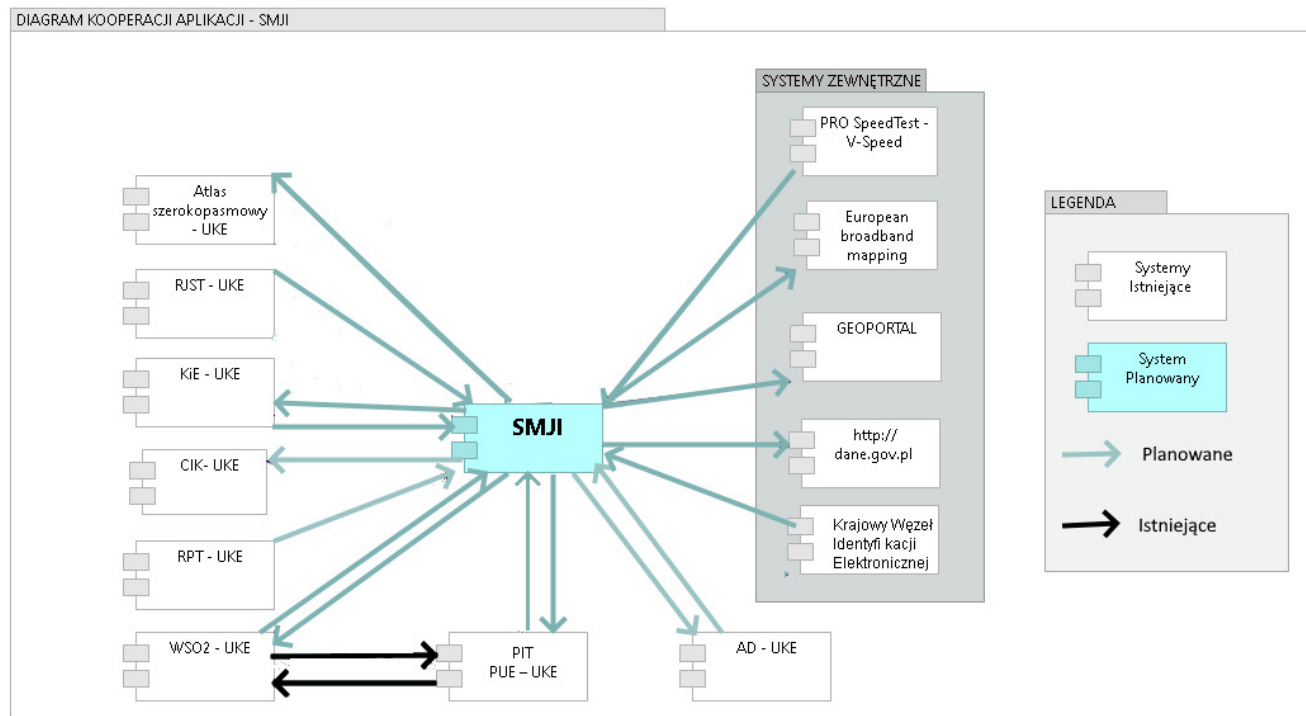 DIAGRAM KOOPERACJI APLIKACJI - SMJI
SYSTEMY ZEWNĘTRZNE
PRO SpeedTest -
V-Speed
European
broadband
mapping
GEOPORTAL
http://
dane.gov.pl
Krajowy Węzeł
Identyfi kacji
Elektronicznej
Atlas
szerokopasmowy
- UKE
RJST - UKE
KiE - UKE
CIK- UKE
RPT - UKE
WSO2 - UKE
SMJI
PIT
PUE – UKE
AD - UKE
LEGENDA
Systemy
Istniejące
System
Planowany
Planowane
Istniejące